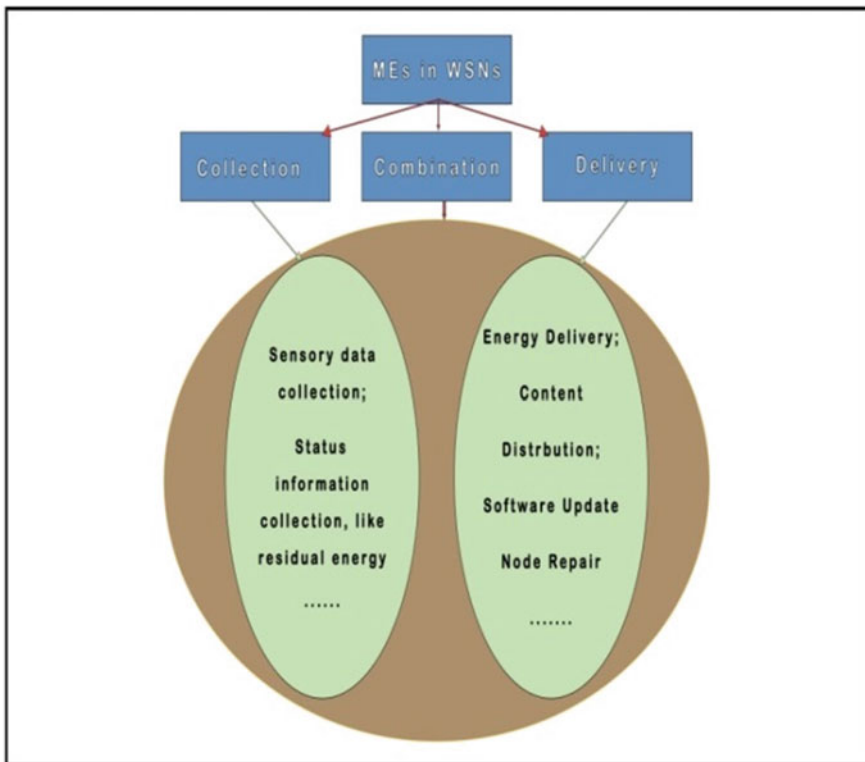 MEs in WSNs
Collection
Combination
Delivery
Sensory data
collection;
Status
information
collection, like
residual energy
......
Energy Delivery;
Content
Distrbution;
Software Update
Node Repair
.......